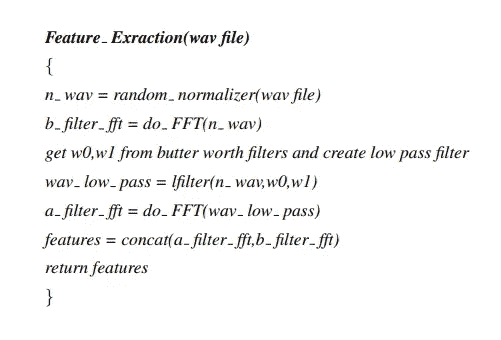 Feature_Exraction(wav file)
{
n_wav = random_normalizer(wav file)
b_filter_fft = do_FFT(n_wav)
get w0,w1 from butter worth filters and create low pass filter
wav_low_pass = lfilter(n_wav,w0,w1)
a_filter_fft = do_FFT(wav_low_pass)
features = concat(a_filter_fft,b_filter_fft)
return features
}